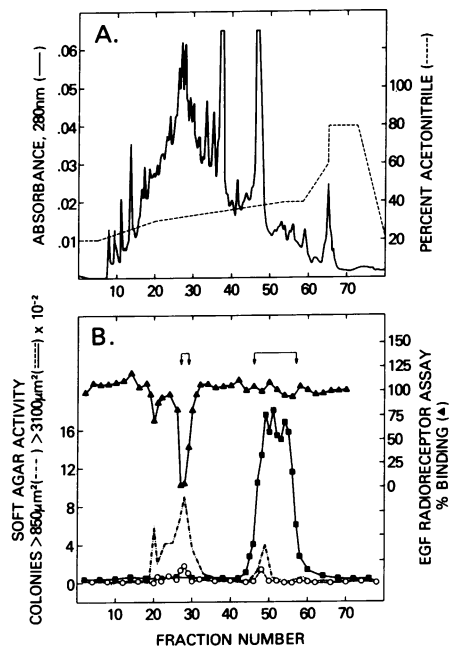 A.
.06
.05
.04
.03
.02
.01
ABSORBANCE, 280nm (——)
100
80
60
40
20
PERCENT ACETONITRILE (----)
10 20 30 40 50 60 70
B.
16
12
8
4
0
SOFT AGAR ACTIVITY
COLONIES >850μm²(---) >3100μm²(====) x 10⁻²
150
125
100
75
50
25
0
EGF RADIORECEPTOR ASSAY
% BINDING (▲)
10 20 30 40 50 60 70
FRACTION NUMBER